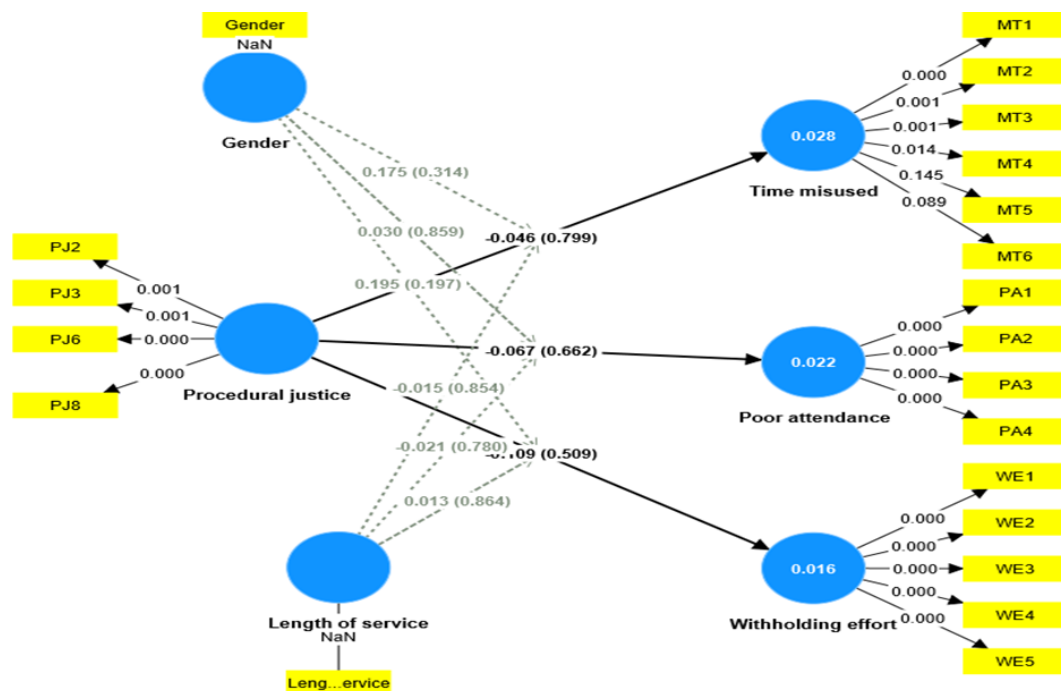 Gender
NaN
Gender
MT1
MT2
MT3
MT4
MT5
MT6
0.000
0.001
0.001
0.014
0.145
0.089
0.028
Time misused
0.175 (0.314)
0.030 (0.859)
0.195 (0.197)
-0.046 (0.799)
PJ2
PJ3
PJ6
PJ8
0.001
0.001
0.000
0.000
Procedural justice
-0.067 (0.662)
-0.015 (0.854)
-0.021 (0.780)
-0.109 (0.509)
0.013 (0.864)
0.022
Poor attendance
0.000
0.000
0.000
0.000
PA1
PA2
PA3
PA4
Length of service
NaN
Leng...ervice
0.016
Withholding effort
0.000
0.000
0.000
0.000
0.000
WE1
WE2
WE3
WE4
WE5